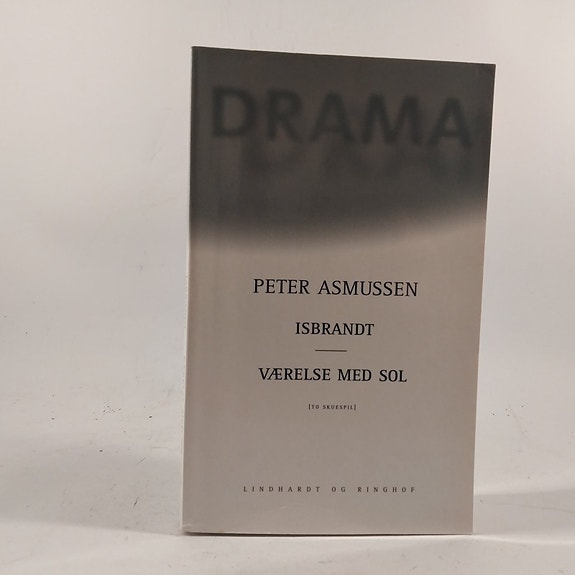 DRAMA
PETER ASMUSSEN
ISBRANDT
VÆRELSE MED SOL
[TO SKUESPIL]
LINDHARDT OG RINGHOF